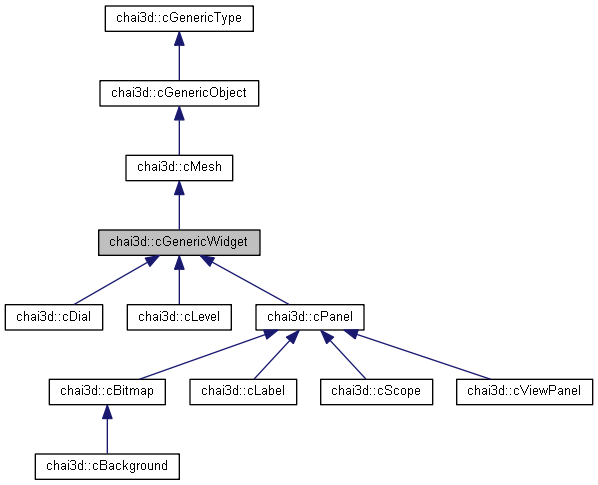 chai3d::cGenericType
chai3d::cGenericObject
chai3d::cMesh
chai3d::cGenericWidget
chai3d::cDial
chai3d::cLevel
chai3d::cPanel
chai3d::cBitmap
chai3d::cLabel
chai3d::cScope
chai3d::cViewPanel
chai3d::cBackground